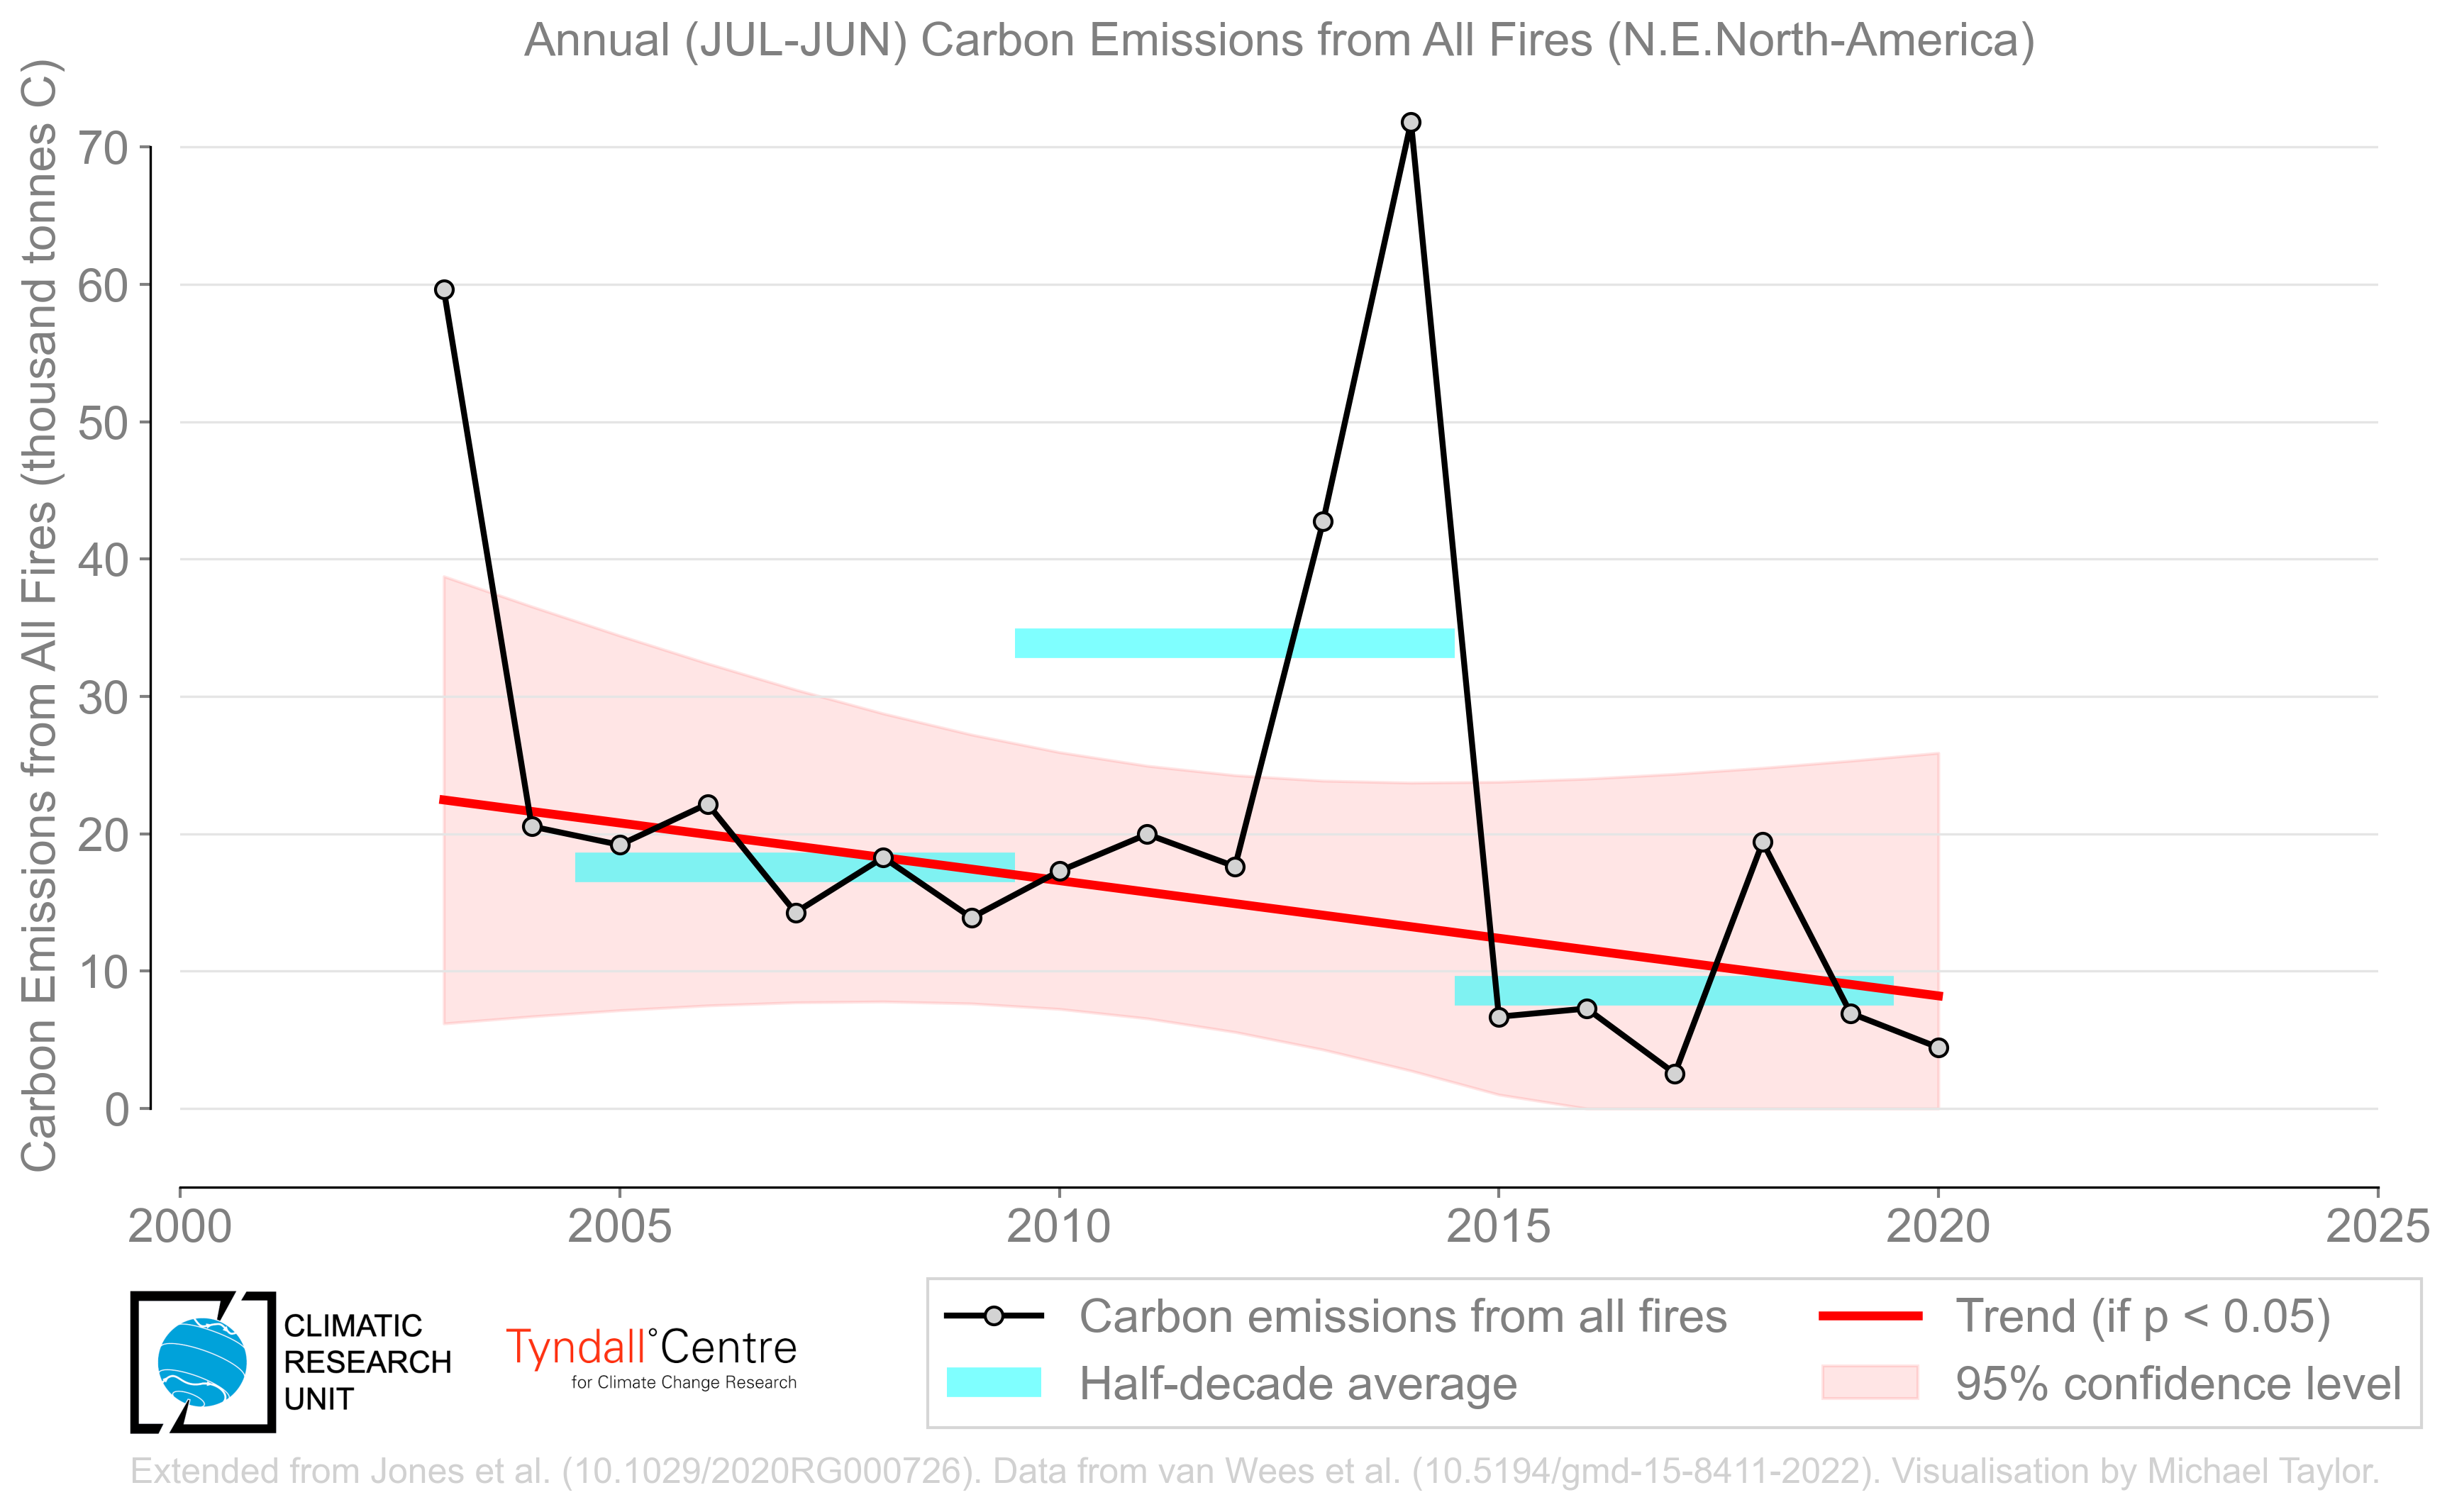 Annual (JUL-JUN) Carbon Emissions from All Fires (N.E.North-America)
Carbon Emissions from All Fires (thousand tonnes C)
70
60
50
40
30
20
10
0
2000
2005
2010
2015
2020
2025
Carbon emissions from all fires
Half-decade average
Trend (if p < 0.05)
95% confidence level
CLIMATIC
RESEARCH
UNIT
Tyndall°Centre
for Climate Change Research
Extended from Jones et al. (10.1029/2020RG000726). Data from van Wees et al. (10.5194/gmd-15-8411-2022). Visualisation by Michael Taylor.